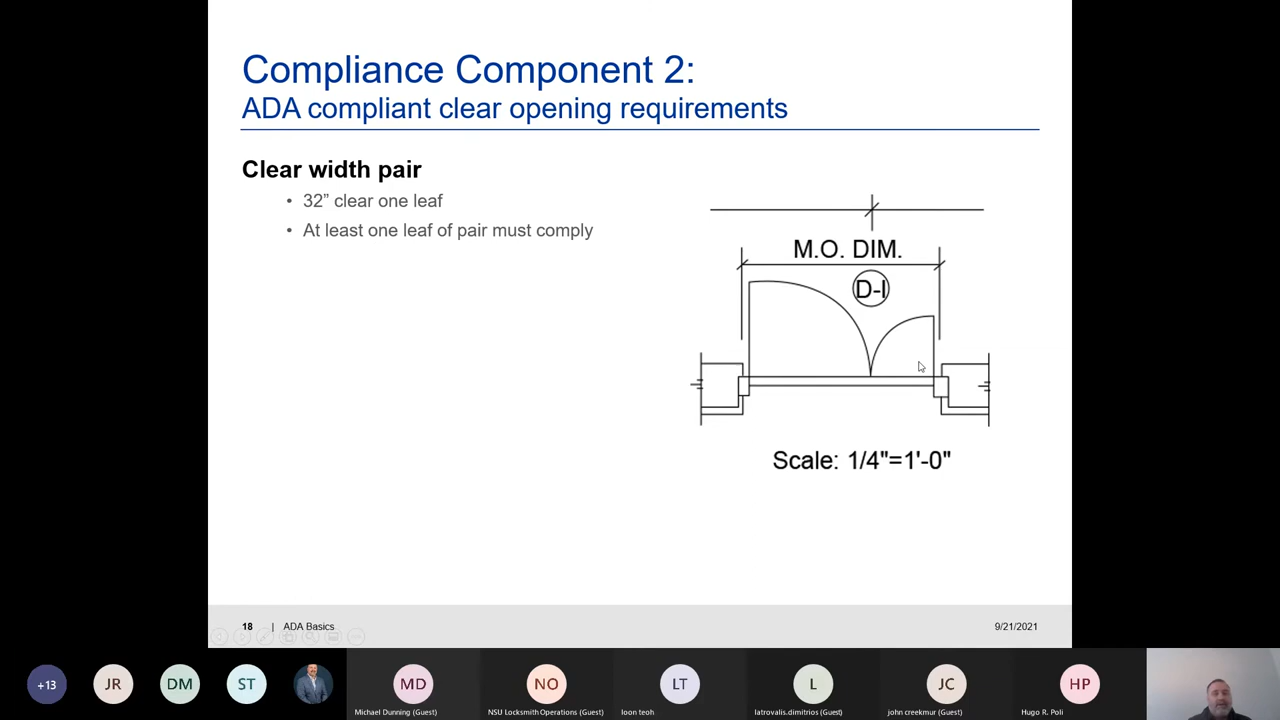 Compliance Component 2:
ADA compliant clear opening requirements
Clear width pair
• 32” clear one leaf
• At least one leaf of pair must comply
M.O. DIM.
D-I
Scale: 1/4"=1'-0"
18 | ADA Basics
9/21/2021
+13
JR
DM
ST
MD
NO
LT
L
JC
HP
Michael Dunning (Guest)
NSU Locksmith Operations (Guest)
loon teoh
Iatrovalis.dimitrios (Guest)
john creekmur (Guest)
Hugo R. Poli